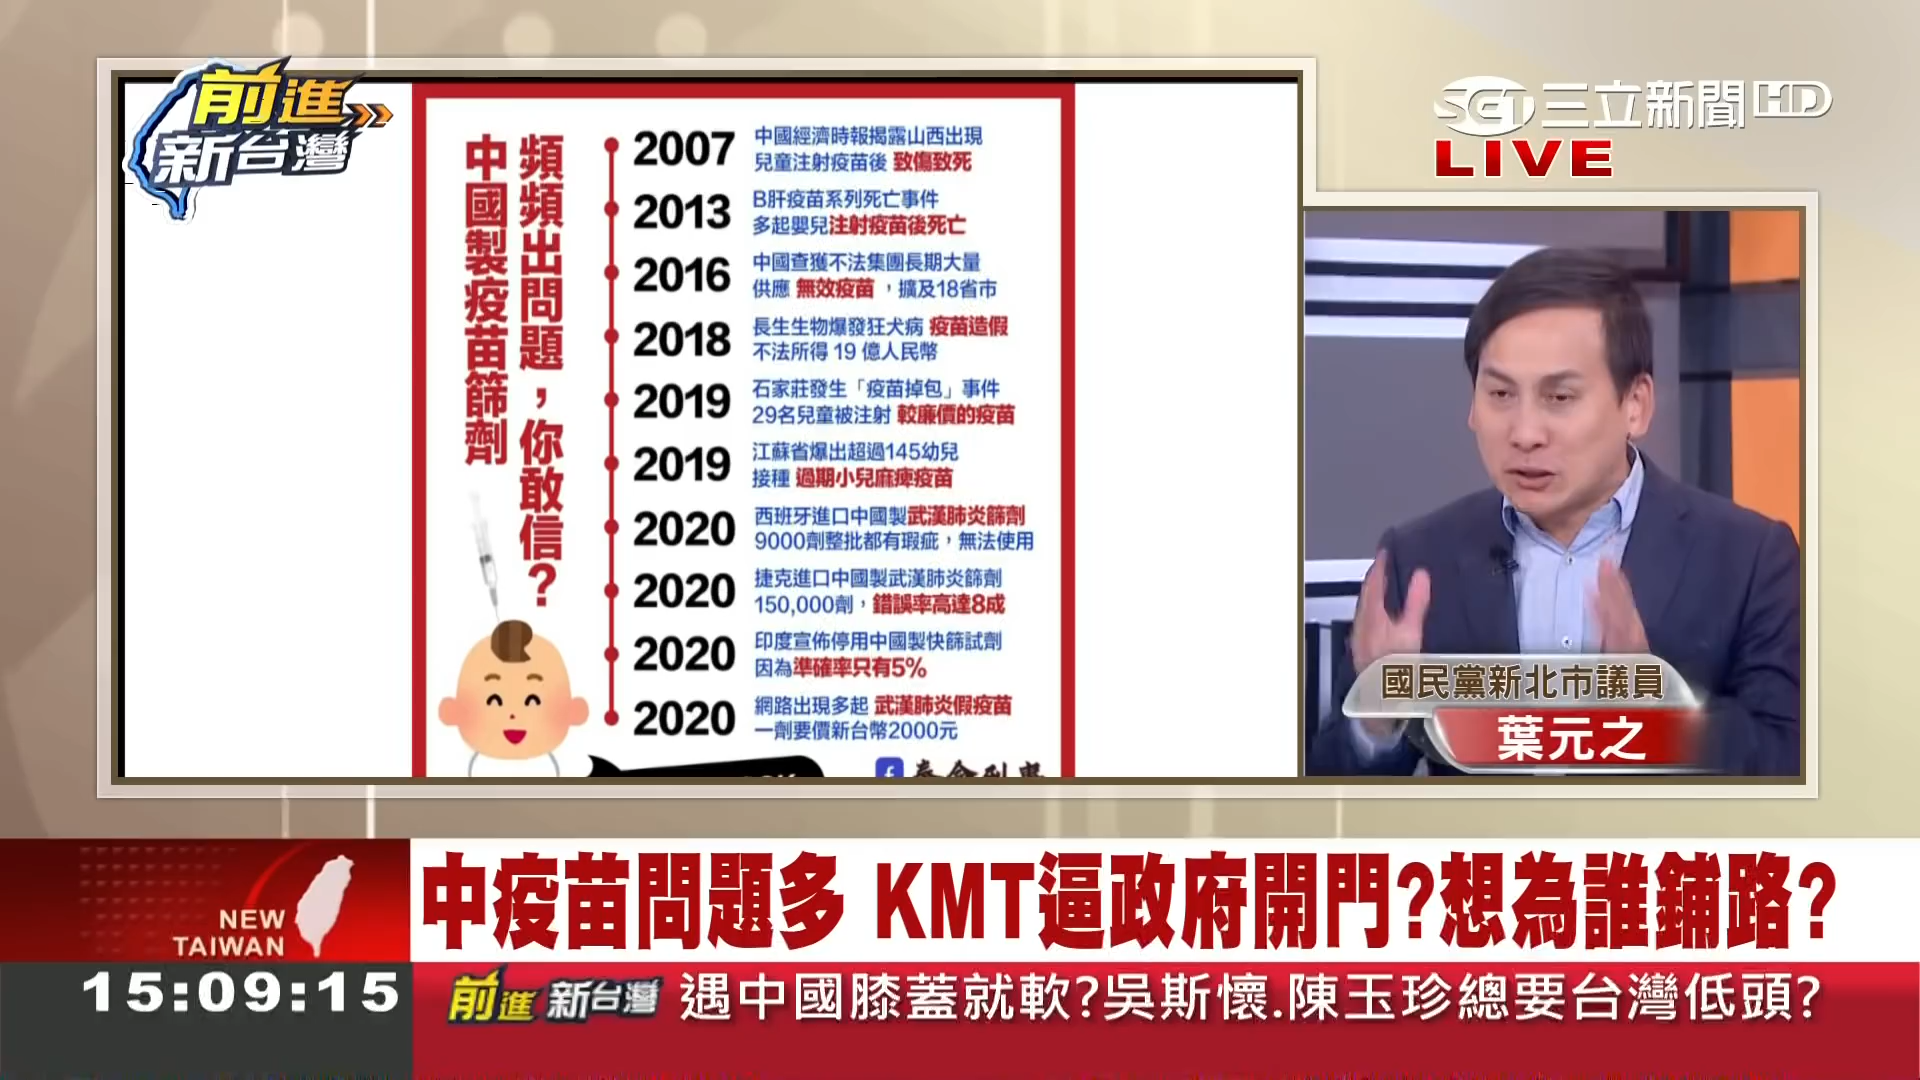 前進
新台灣
SET三立新聞HD
LIVE
頻頻出問題，你敢信？
中國製疫苗篩劑
2007 中國經濟時報揭露山西出現
兒童注射疫苗後 致傷致死
2013 B肝疫苗系列死亡事件
多起嬰兒注射疫苗後死亡
2016 中國查獲不法集團長期大量
供應 無效疫苗 ，擴及18省市
2018 長生生物爆發狂犬病 疫苗造假
不法所得 19 億人民幣
2019 石家莊發生「疫苗掉包」事件
29名兒童被注射 較廉價的疫苗
2019 江蘇省爆出超過145幼兒
接種 過期小兒麻痺疫苗
2020 西班牙進口中國製武漢肺炎篩劑
9000劑整批都有瑕疵，無法使用
2020 捷克進口中國製武漢肺炎篩劑
150,000劑，錯誤率高達8成
2020 印度宣佈停用中國製快篩試劑
因為準確率只有5%
2020 網路出現多起 武漢肺炎假疫苗
一劑要價新台幣2000元
國民黨新北市議員
葉元之
NEW
TAIWAN
中疫苗問題多 KMT逼政府開門?想為誰鋪路?
15:09:15
前進新台灣 遇中國膝蓋就軟?吳斯懷.陳玉珍總要台灣低頭?